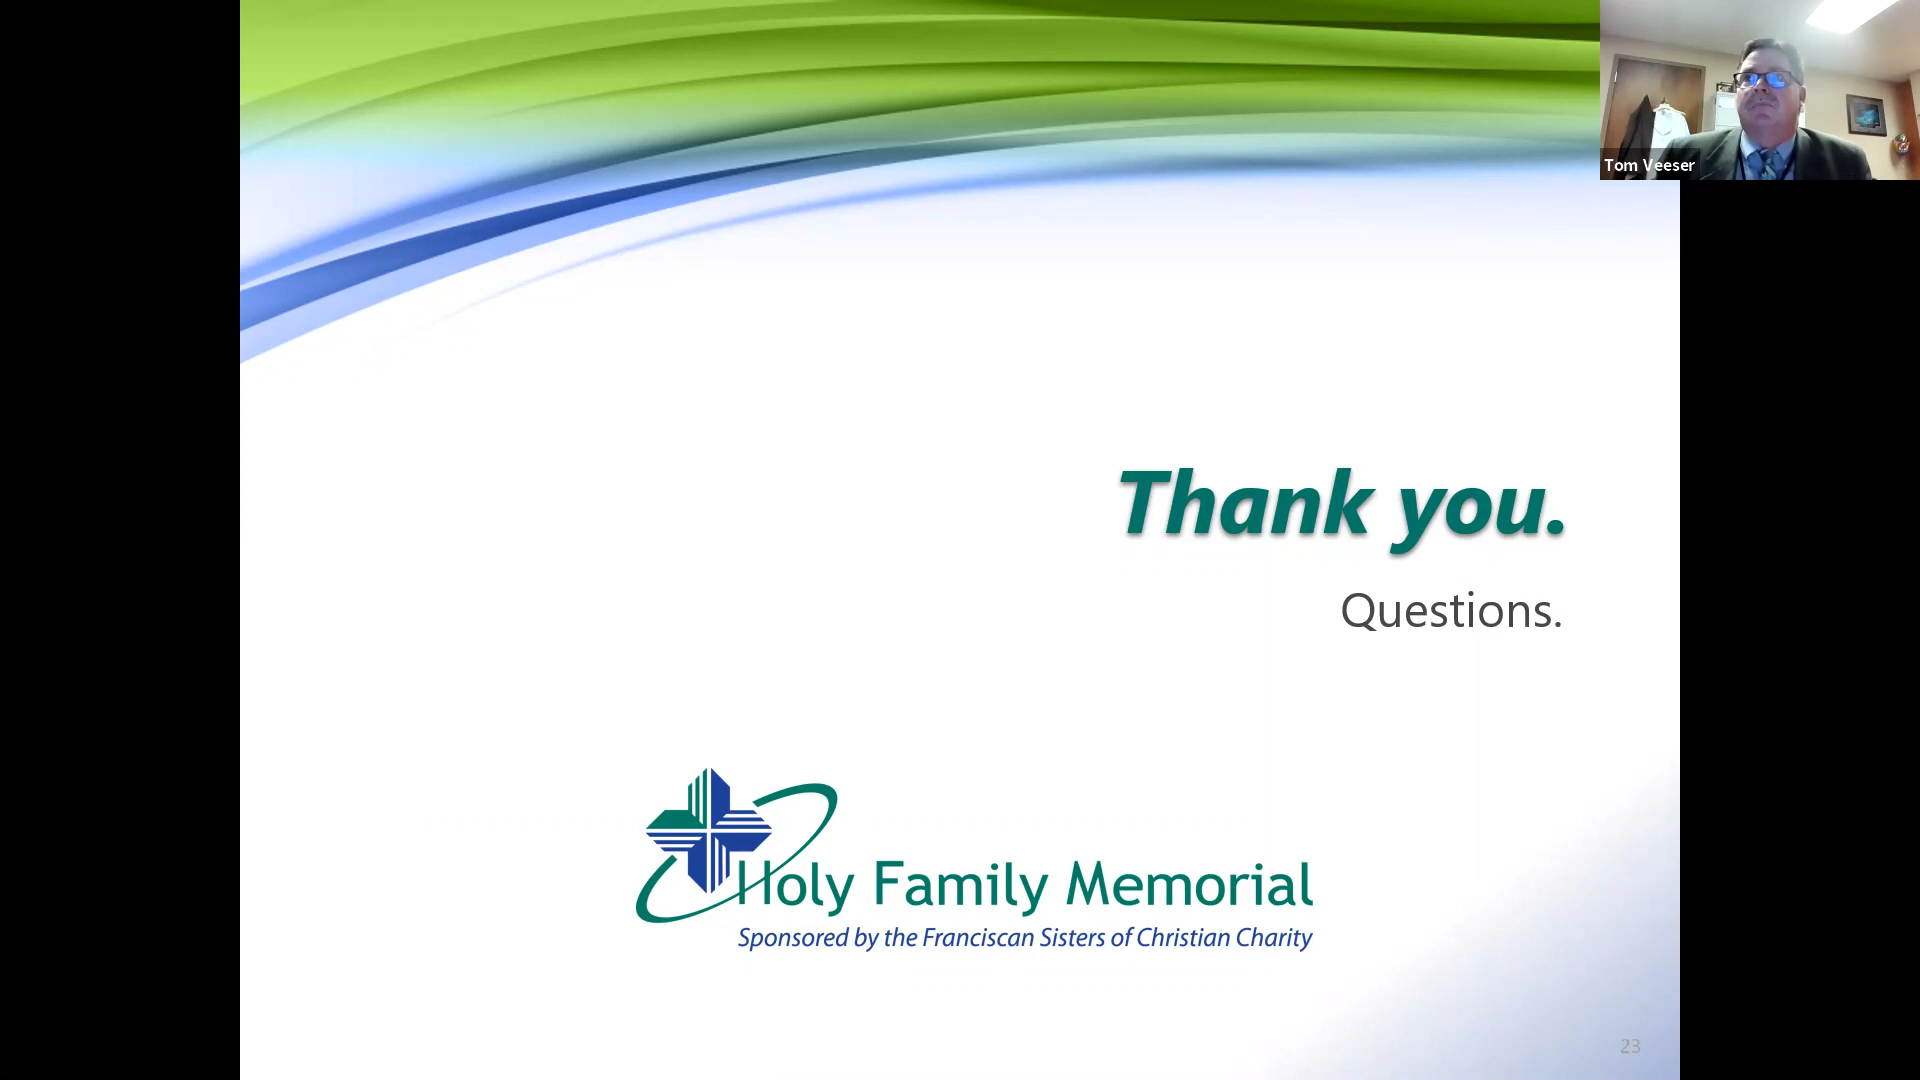 Tom Veeser
Thank you.
Questions.
Holy Family Memorial
Sponsored by the Franciscan Sisters of Christian Charity
23